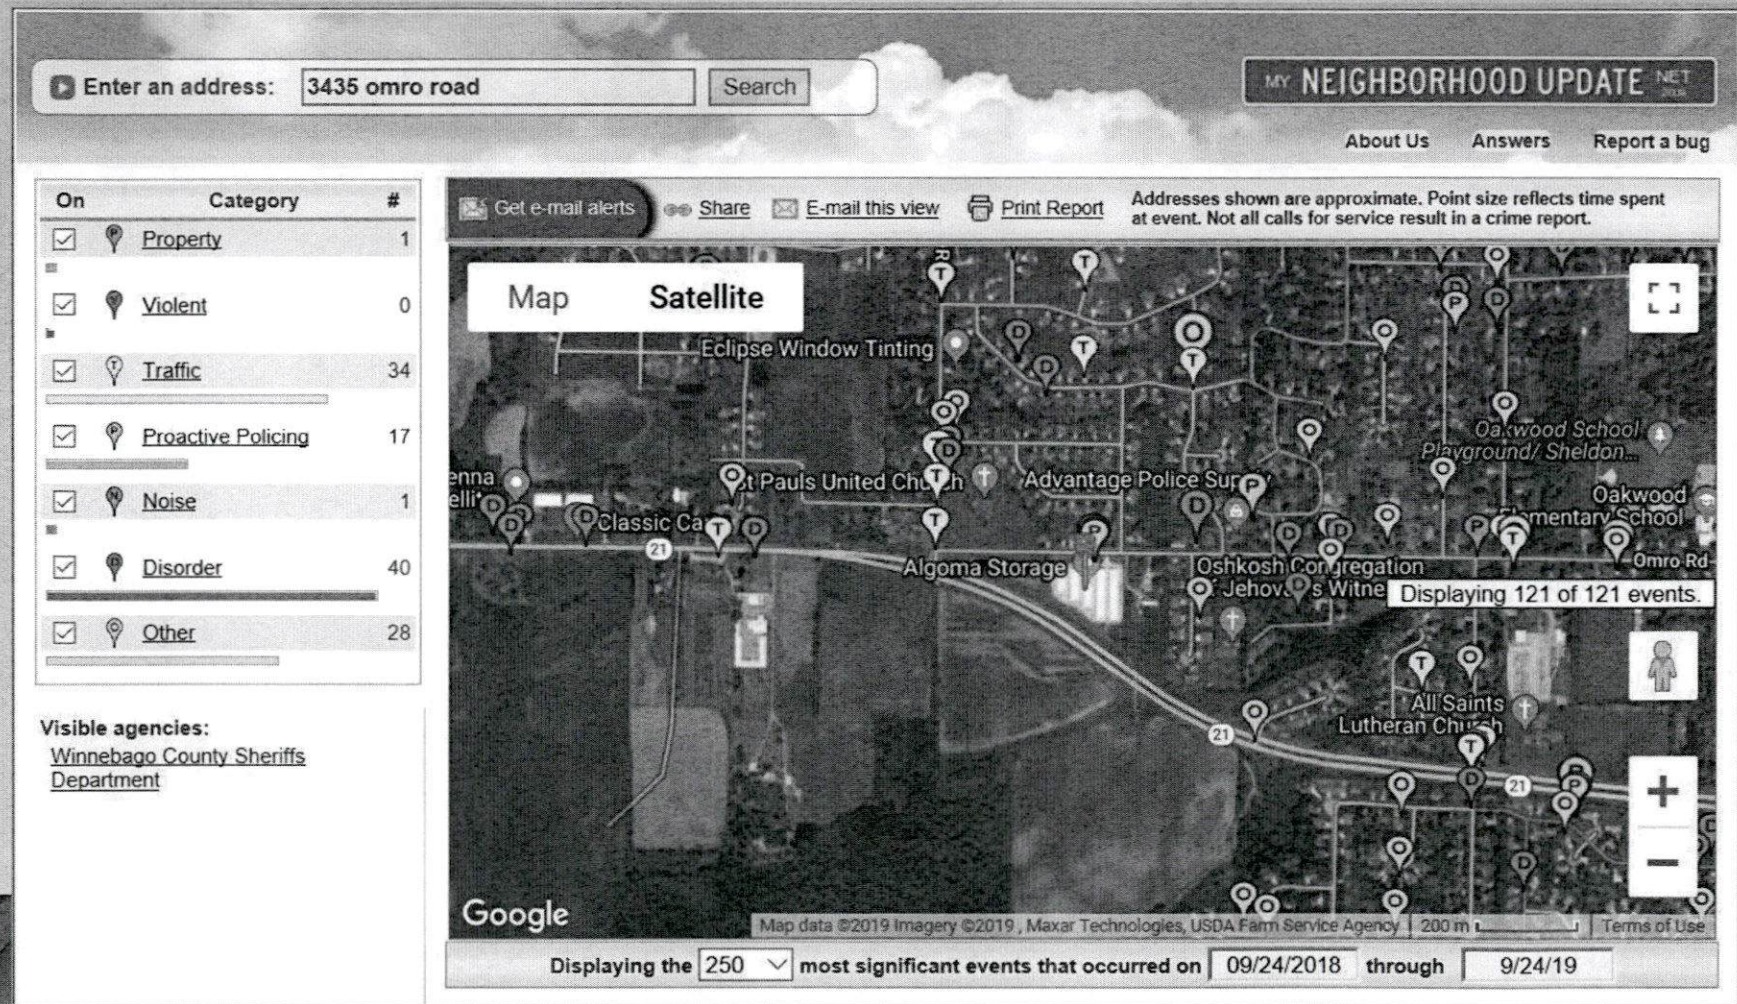 Enter an address: 3435 omro road Search
MY NEIGHBORHOOD UPDATE NET
About Us Answers Report a bug
On Category #
Property 1
Violent 0
Traffic 34
Proactive Policing 17
Noise 1
Disorder 40
Other 28
Visible agencies:
Winnebago County Sheriffs
Department
Get e-mail alerts Share E-mail this view Print Report
Addresses shown are approximate. Point size reflects time spent
at event. Not all calls for service result in a crime report.
Map Satellite
Eclipse Window Tinting
Oakwood School
Playground/ Sheldon...
enna
St Pauls United Church
Advantage Police
Oakwood
Elementary School
Classic
21
Algoma Storage
Oshkosh Congregation
Omro Rd
Displaying 121 of 121 events.
All Saints
Lutheran Church
21
21
Google
Map data ©2019 Imagery ©2019 , Maxar Technologies, USDA Farm Service Agency 200 m Terms of Use
Displaying the 250 most significant events that occurred on 09/24/2018 through 9/24/19